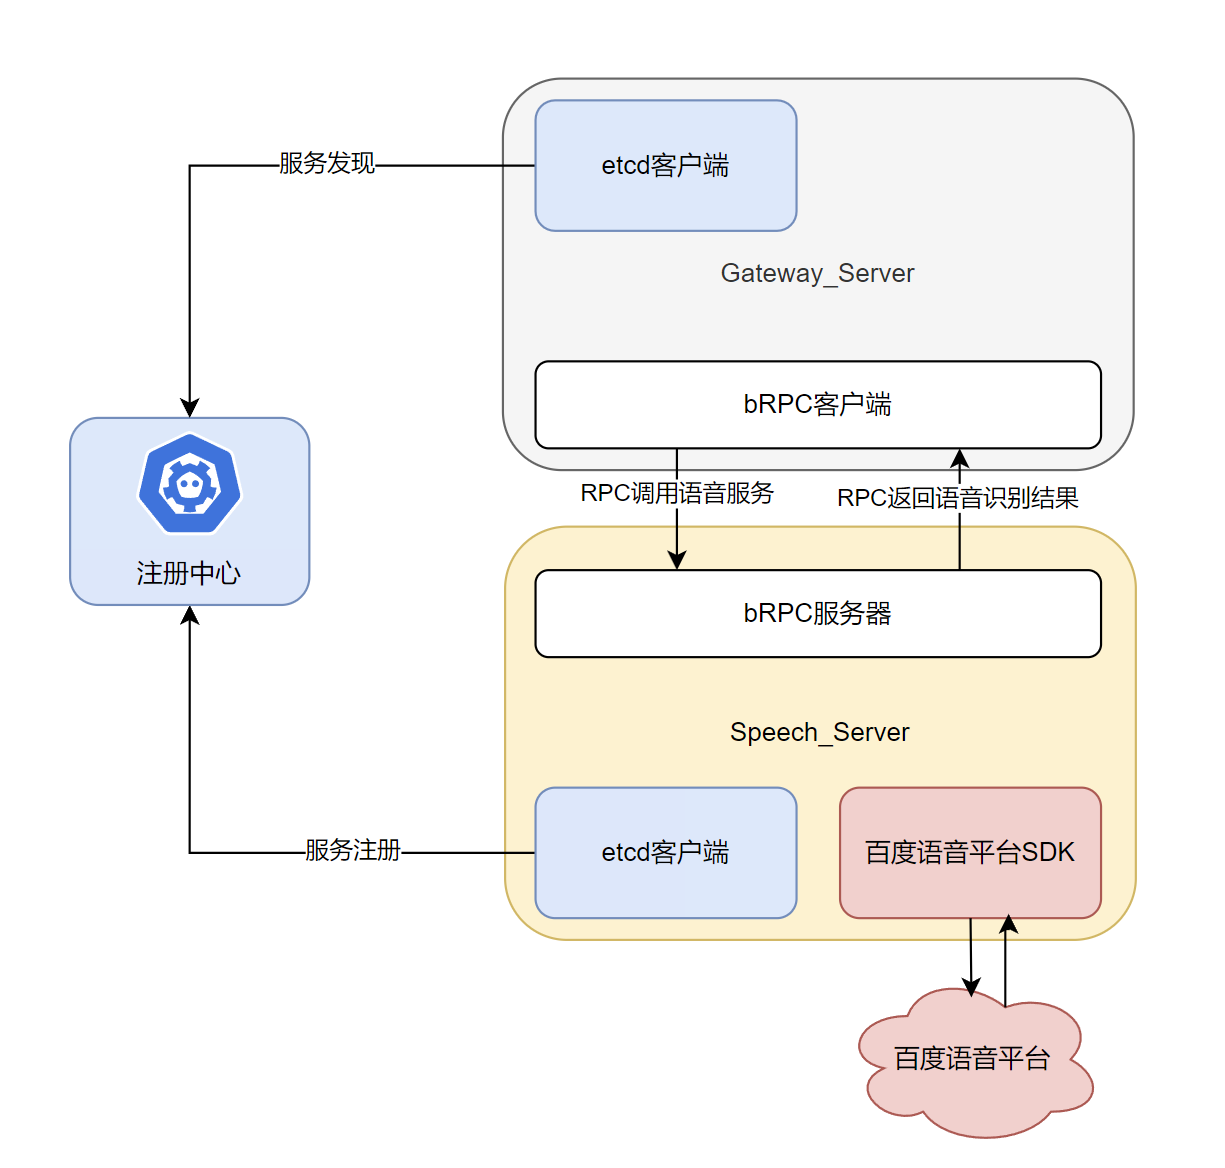 etcd客户端
服务发现
Gateway_Server
bRPC客户端
RPC调用语音服务
RPC返回语音识别结果
注册中心
bRPC服务器
Speech_Server
服务注册
etcd客户端
百度语音平台SDK
百度语音平台